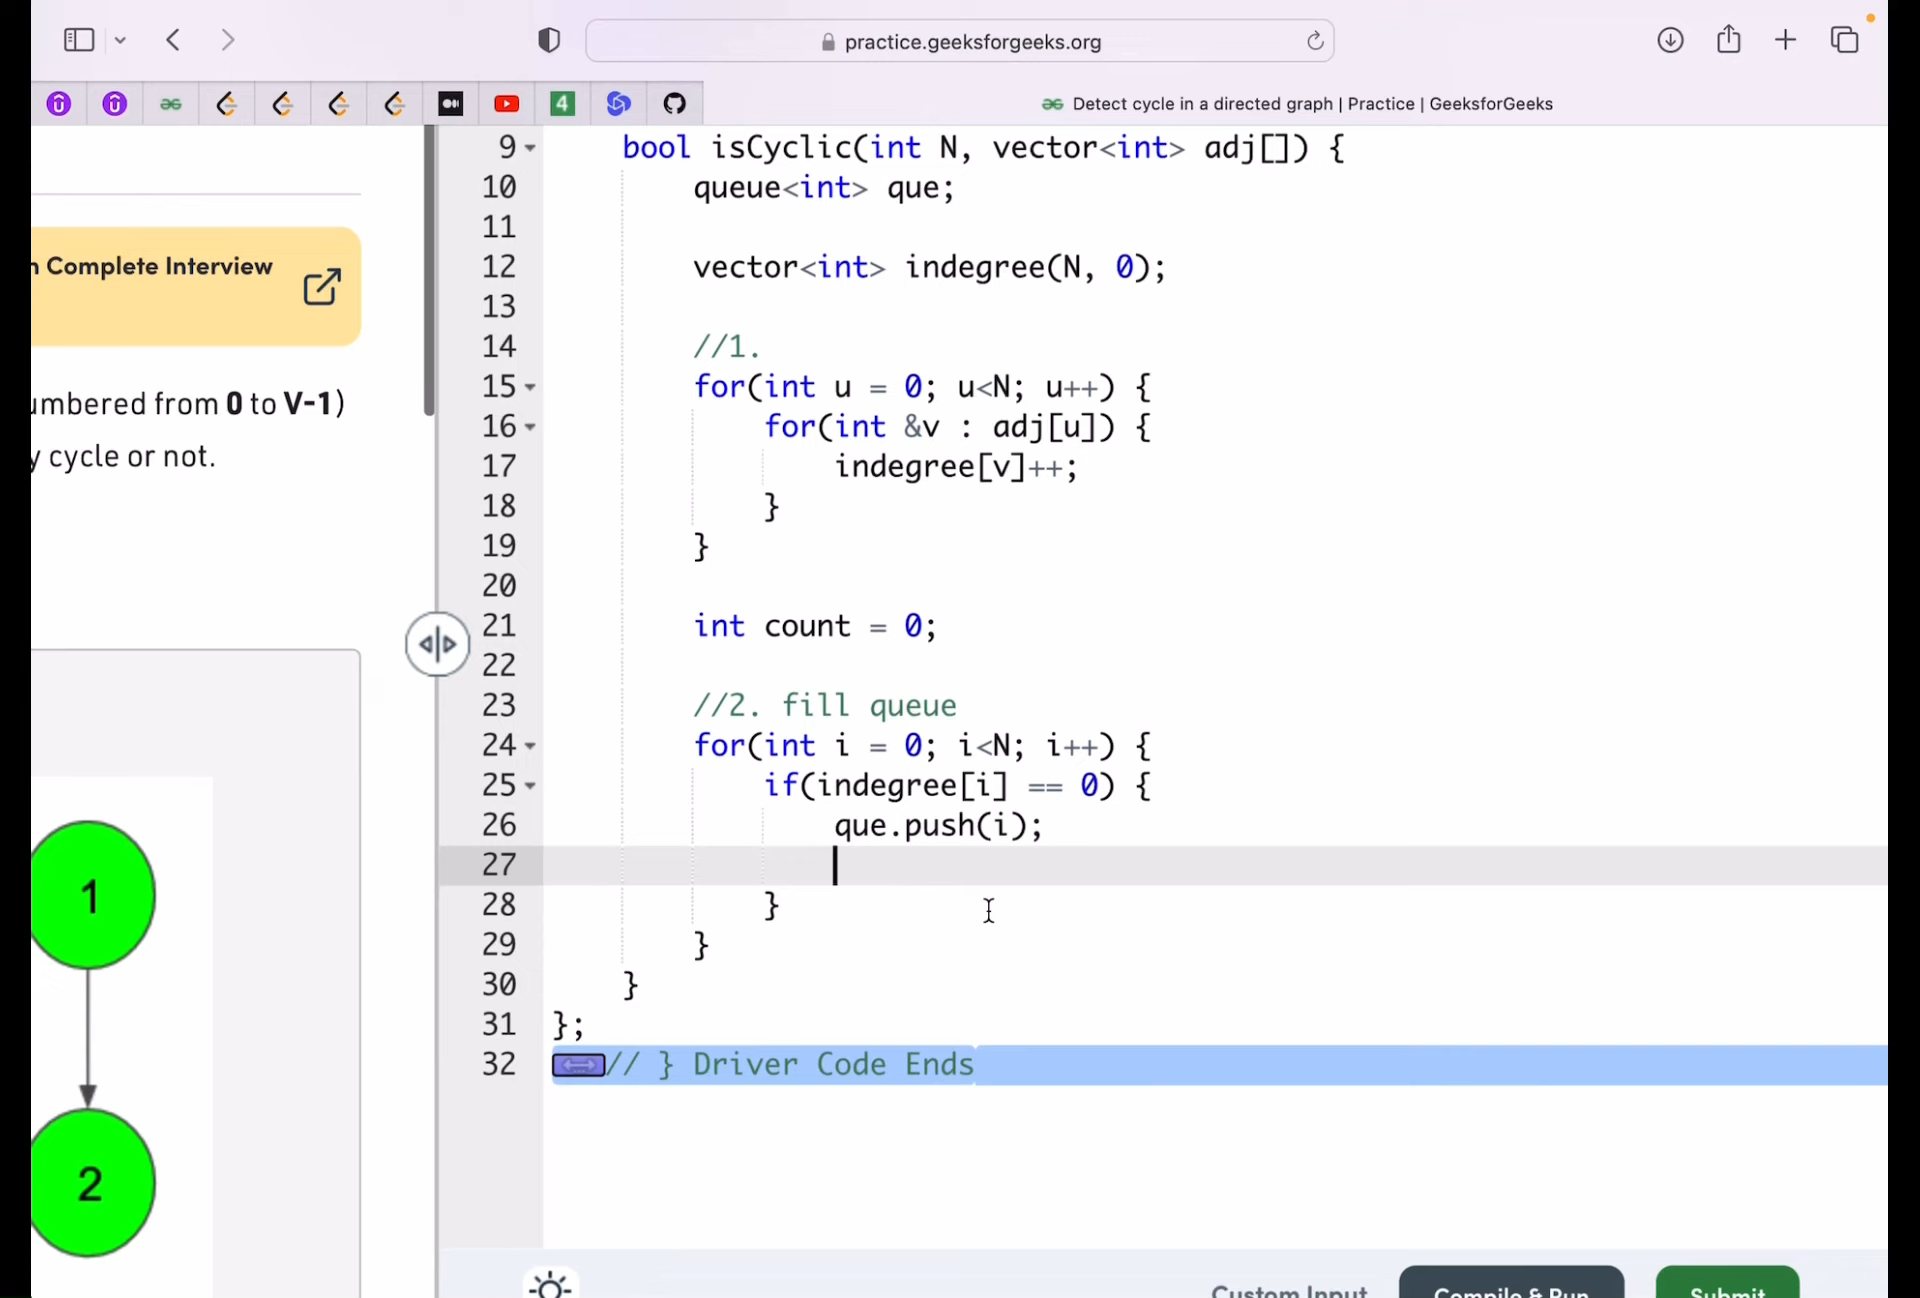 practice.geeksforgeeks.org
4
Detect cycle in a directed graph | Practice | GeeksforGeeks
Complete Interview
from 0 to V-1)
cycle or not.
1
2
9 bool isCyclic(int N, vector<int> adj[]) {
10 queue<int> que;
11
12 vector<int> indegree(N, 0);
13
14 //1.
15 for(int u = 0; u<N; u++) {
16 for(int &v : adj[u]) {
17 indegree[v]++;
18 }
19 }
20
21 int count = 0;
22
23 //2. fill queue
24 for(int i = 0; i<N; i++) {
25 if(indegree[i] == 0) {
26 que.push(i);
27
28 }
29 }
30 }
31 };
32 // } Driver Code Ends
Custom Input
Compile & Run
Submit